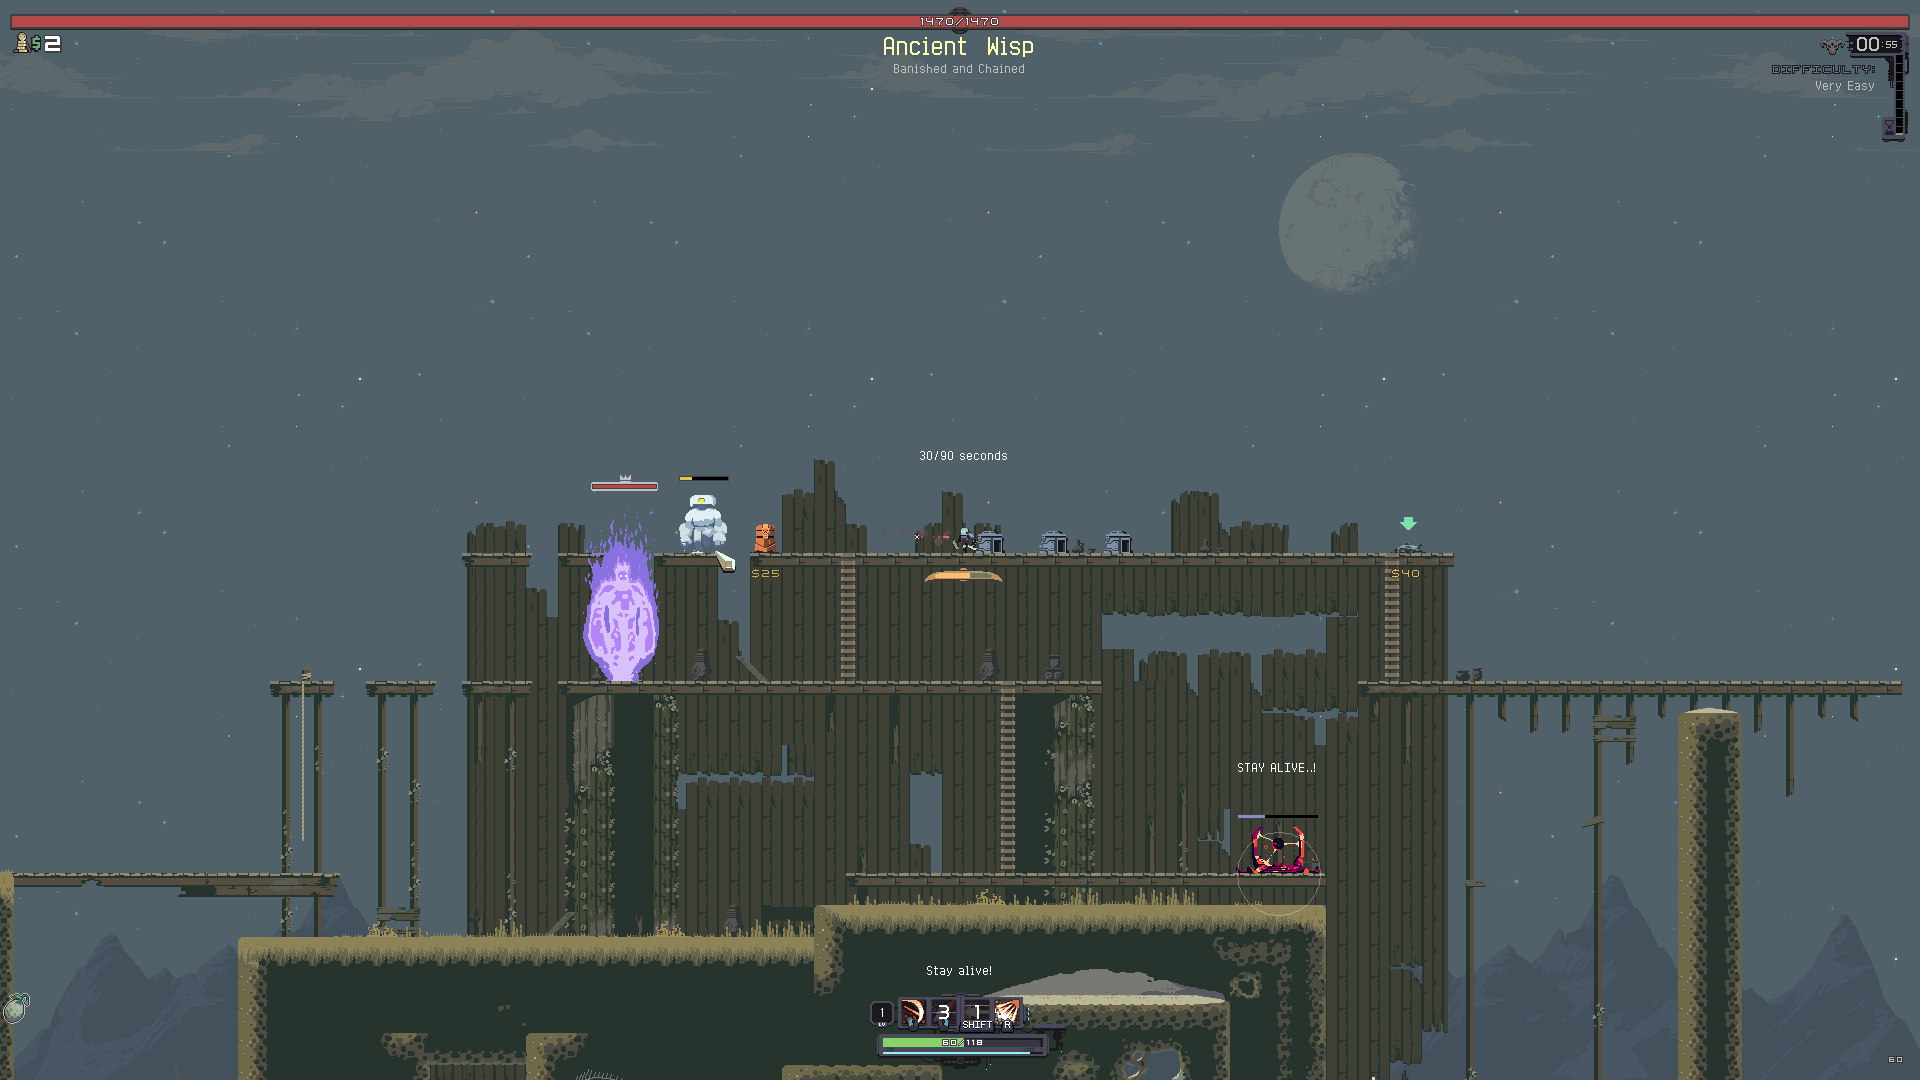 1470/1470
$2
Ancient Wisp
Banished and Chained
00:55
DIFFICULTY:
Very Easy
30/90 seconds
$25
$40
STAY ALIVE..!
Stay alive!
1
3
1
SHIFT
R
60/118
60